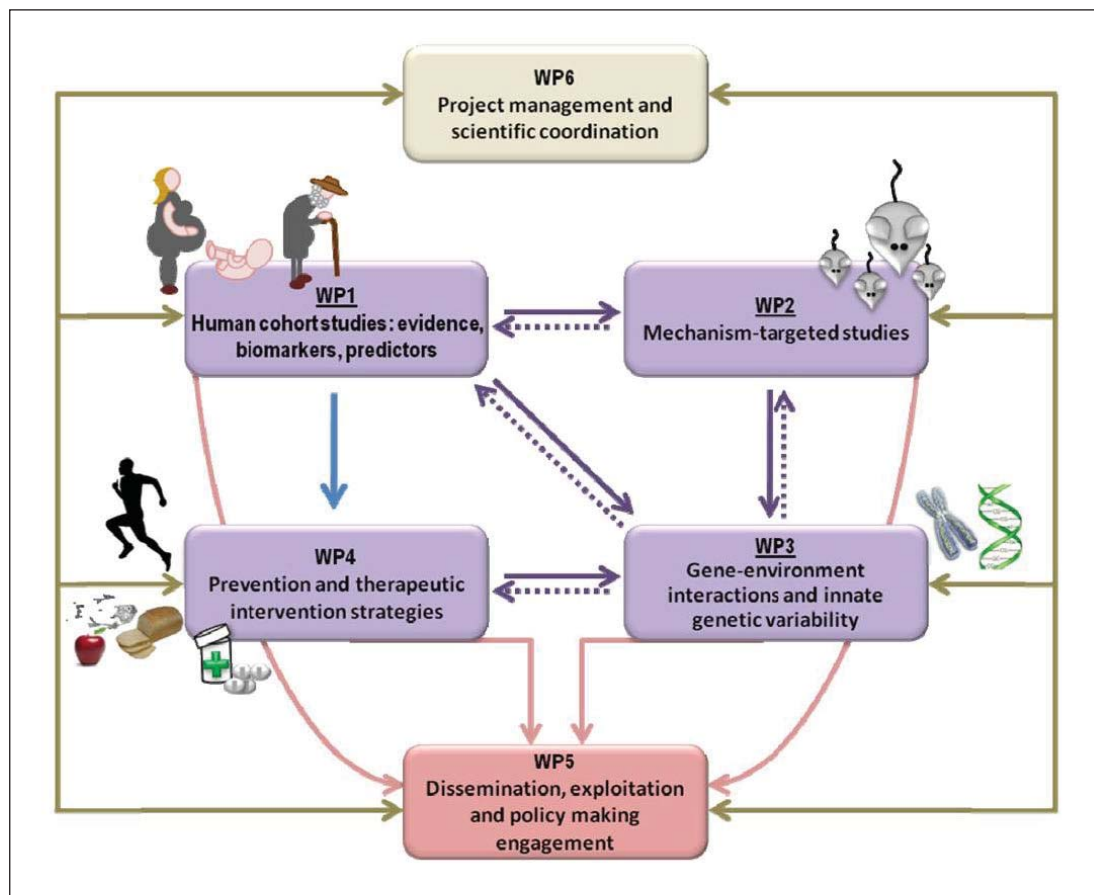 WP6
Project management and
scientific coordination
WP1
Human cohort studies: evidence,
biomarkers, predictors
WP2
Mechanism-targeted studies
WP4
Prevention and therapeutic
intervention strategies
WP3
Gene-environment
interactions and innate
genetic variability
WP5
Dissemination, exploitation
and policy making
engagement